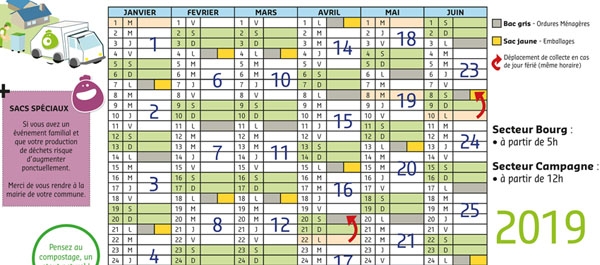 JANVIER FEVRIER MARS AVRIL MAI JUIN
1 M 1 V 1 V 1 L 1 M 1 S
2 M 2 S 2 S 2 M 2 J 2 D
3 J 1 3 D 3 D 3 M 14 3 V 18 3 L
4 V 4 L 4 L 4 J 4 S 4 M
5 S 5 M 5 M 5 V 5 D 5 M 23
6 D 6 M 6 6 M 10 6 S 6 L 6 J
7 L 7 J 7 J 7 D 7 M 7 V
8 M 8 V 8 V 8 L 8 M 8 S
9 M 2 9 S 9 S 9 M 9 J 19 9 D
10 J 10 D 10 D 10 M 15 10 V 10 L
11 V 11 L 11 L 11 J 11 S 11 M
12 S 12 M 12 M 12 V 12 D 12 M 24
13 D 13 M 7 13 M 11 13 S 13 L 13 J
14 L 14 J 14 J 14 D 14 M 14 V
15 M 15 V 15 V 15 L 15 M 20 15 S
16 M 3 16 S 16 S 16 M 16 J 16 D
17 J 17 D 17 D 17 M 16 17 V 17 L
18 V 18 L 18 L 18 J 18 S 18 M
19 S 19 M 19 M 19 V 19 D 19 M 25
20 D 20 M 8 20 M 12 20 S 20 L 20 J
21 L 21 J 21 J 21 D 21 M 21 V
22 M 22 V 22 V 22 L 22 M 21 22 S
23 M 4 23 S 23 S 23 M 23 J 23 D
24 J 24 D 24 D 24 M 24 V 24 L
SACS SPÉCIAUX
Si vous avez un
événement familial et
que votre production
de déchets risque
d'augmenter
ponctuellement.
Merci de vous rendre à la
mairie de votre commune.
Pensez au
compostage, un
Bac gris - Ordures Ménagères
Sac jaune - Emballages
Déplacement de collecte en cas
de jour férié (même horaire)
Secteur Bourg :
• à partir de 5h
Secteur Campagne :
• à partir de 12h
2019